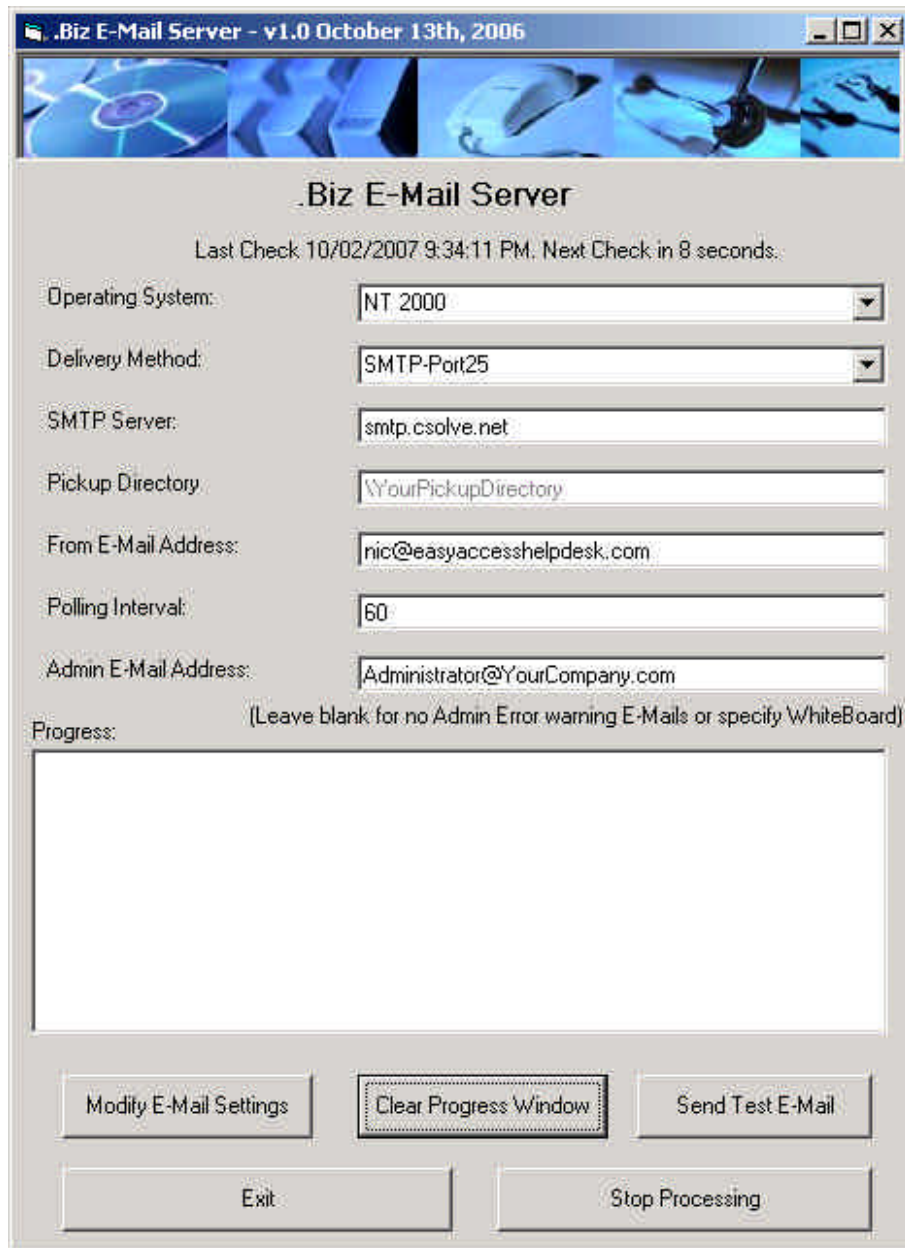 .Biz E-Mail Server - v1.0 October 13th, 2006
.Biz E-Mail Server
Last Check 10/02/2007 9:34:11 PM. Next Check in 8 seconds.
Operating System: NT 2000
Delivery Method: SMTP-Port25
SMTP Server: smtp.csolve.net
Pickup Directory \YourPickupDirectory
From E-Mail Address: nic@easyaccesshelpdesk.com
Polling Interval: 60
Admin E-Mail Address: Administrator@YourCompany.com
(Leave blank for no Admin Error warning E-Mails or specify WhiteBoard)
Progress:
Modify E-Mail Settings Clear Progress Window Send Test E-Mail
Exit Stop Processing